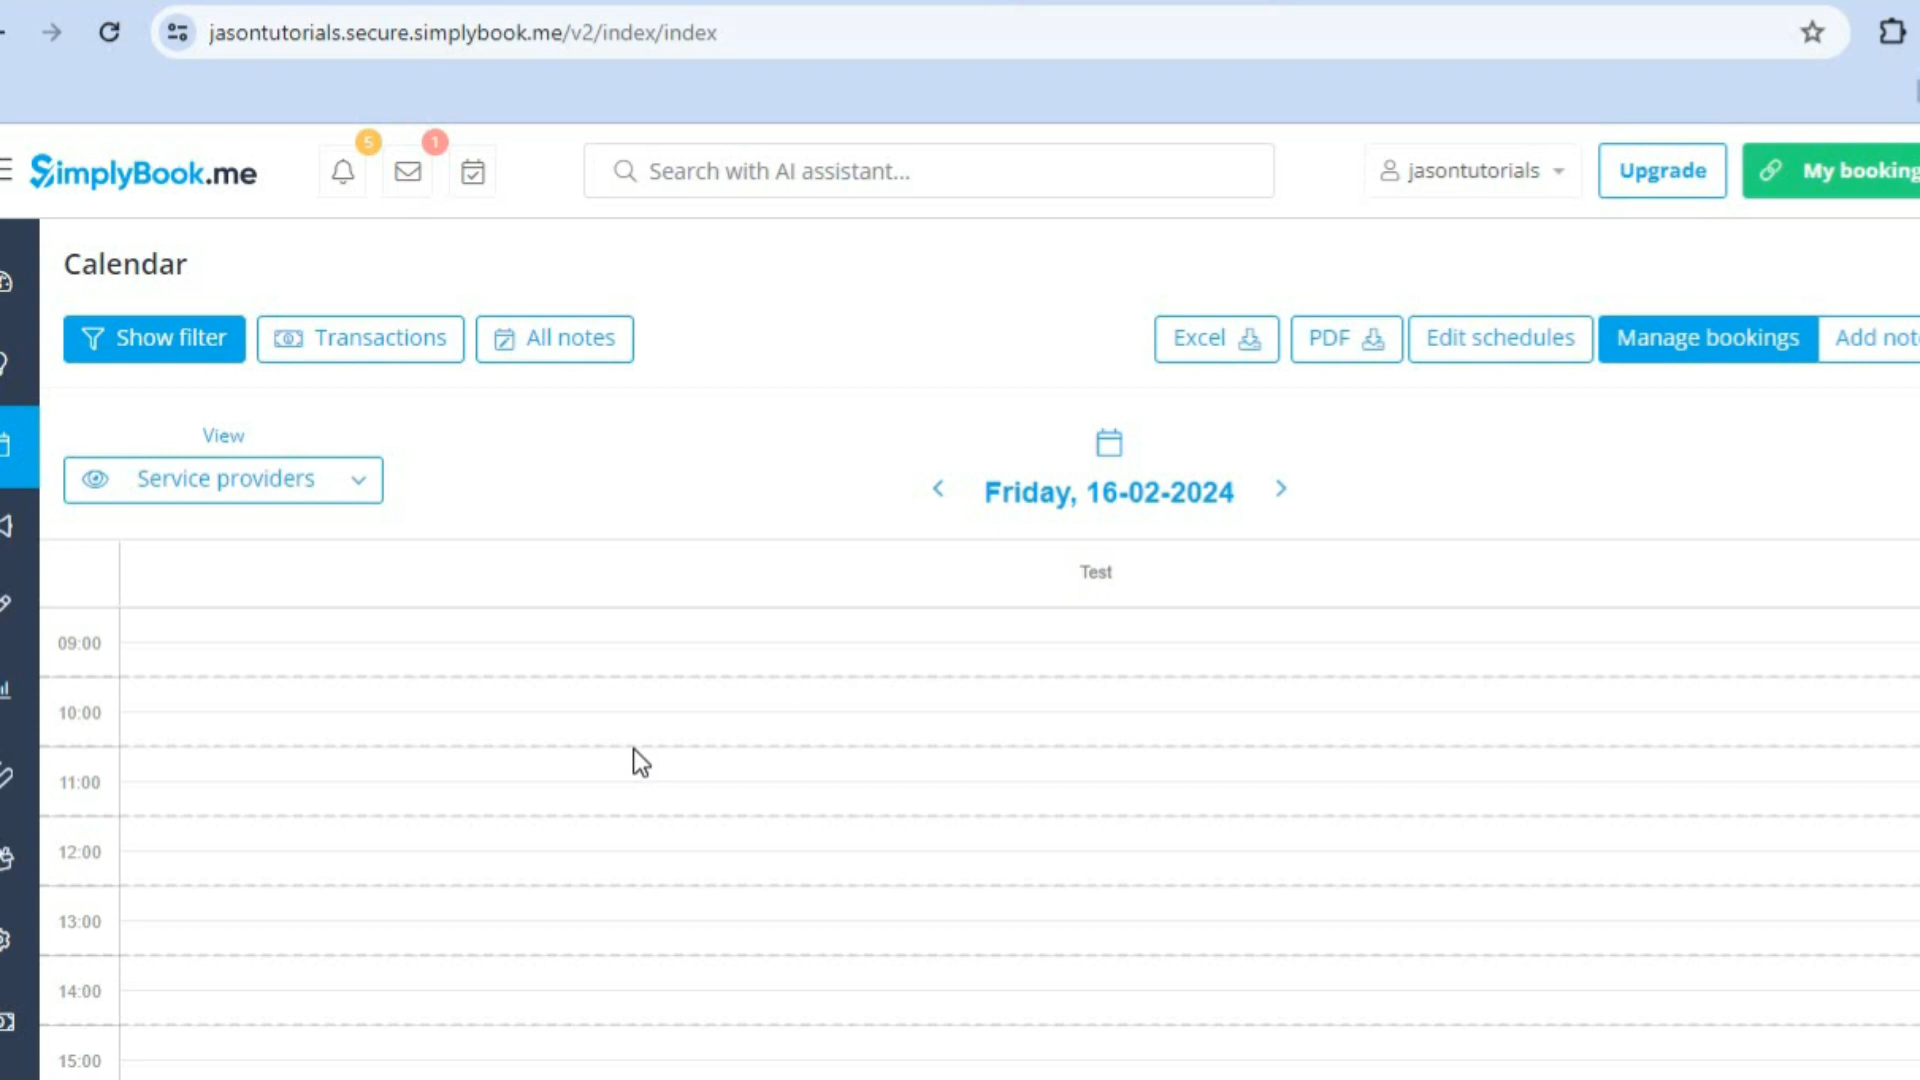 jasontutorials.secure.simplybook.me/v2/index/index
SimplyBook.me
5
1
Search with AI assistant...
jasontutorials
Upgrade
My booking
Calendar
Show filter
Transactions
All notes
Excel
PDF
Edit schedules
Manage bookings
Add not
View
Service providers
Friday, 16-02-2024
Test
09:00
10:00
11:00
12:00
13:00
14:00
15:00